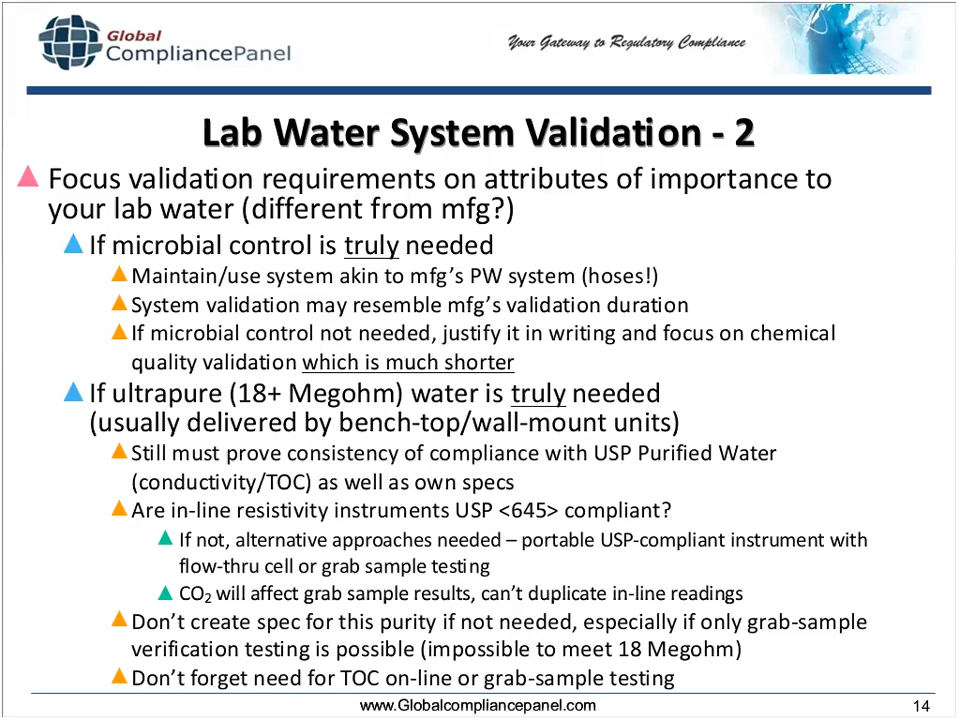 Global
CompliancePanel
Your Gateway to Regulatory Compliance
Lab Water System Validation - 2
Focus validation requirements on attributes of importance to
your lab water (different from mfg?)
If microbial control is truly needed
Maintain/use system akin to mfg’s PW system (hoses!)
System validation may resemble mfg’s validation duration
If microbial control not needed, justify it in writing and focus on chemical
quality validation which is much shorter
If ultrapure (18+ Megohm) water is truly needed
(usually delivered by bench-top/wall-mount units)
Still must prove consistency of compliance with USP Purified Water
(conductivity/TOC) as well as own specs
Are in-line resistivity instruments USP <645> compliant?
If not, alternative approaches needed – portable USP-compliant instrument with
flow-thru cell or grab sample testing
CO2 will affect grab sample results, can’t duplicate in-line readings
Don’t create spec for this purity if not needed, especially if only grab-sample
verification testing is possible (impossible to meet 18 Megohm)
Don’t forget need for TOC on-line or grab-sample testing
www.Globalcompliancepanel.com
14